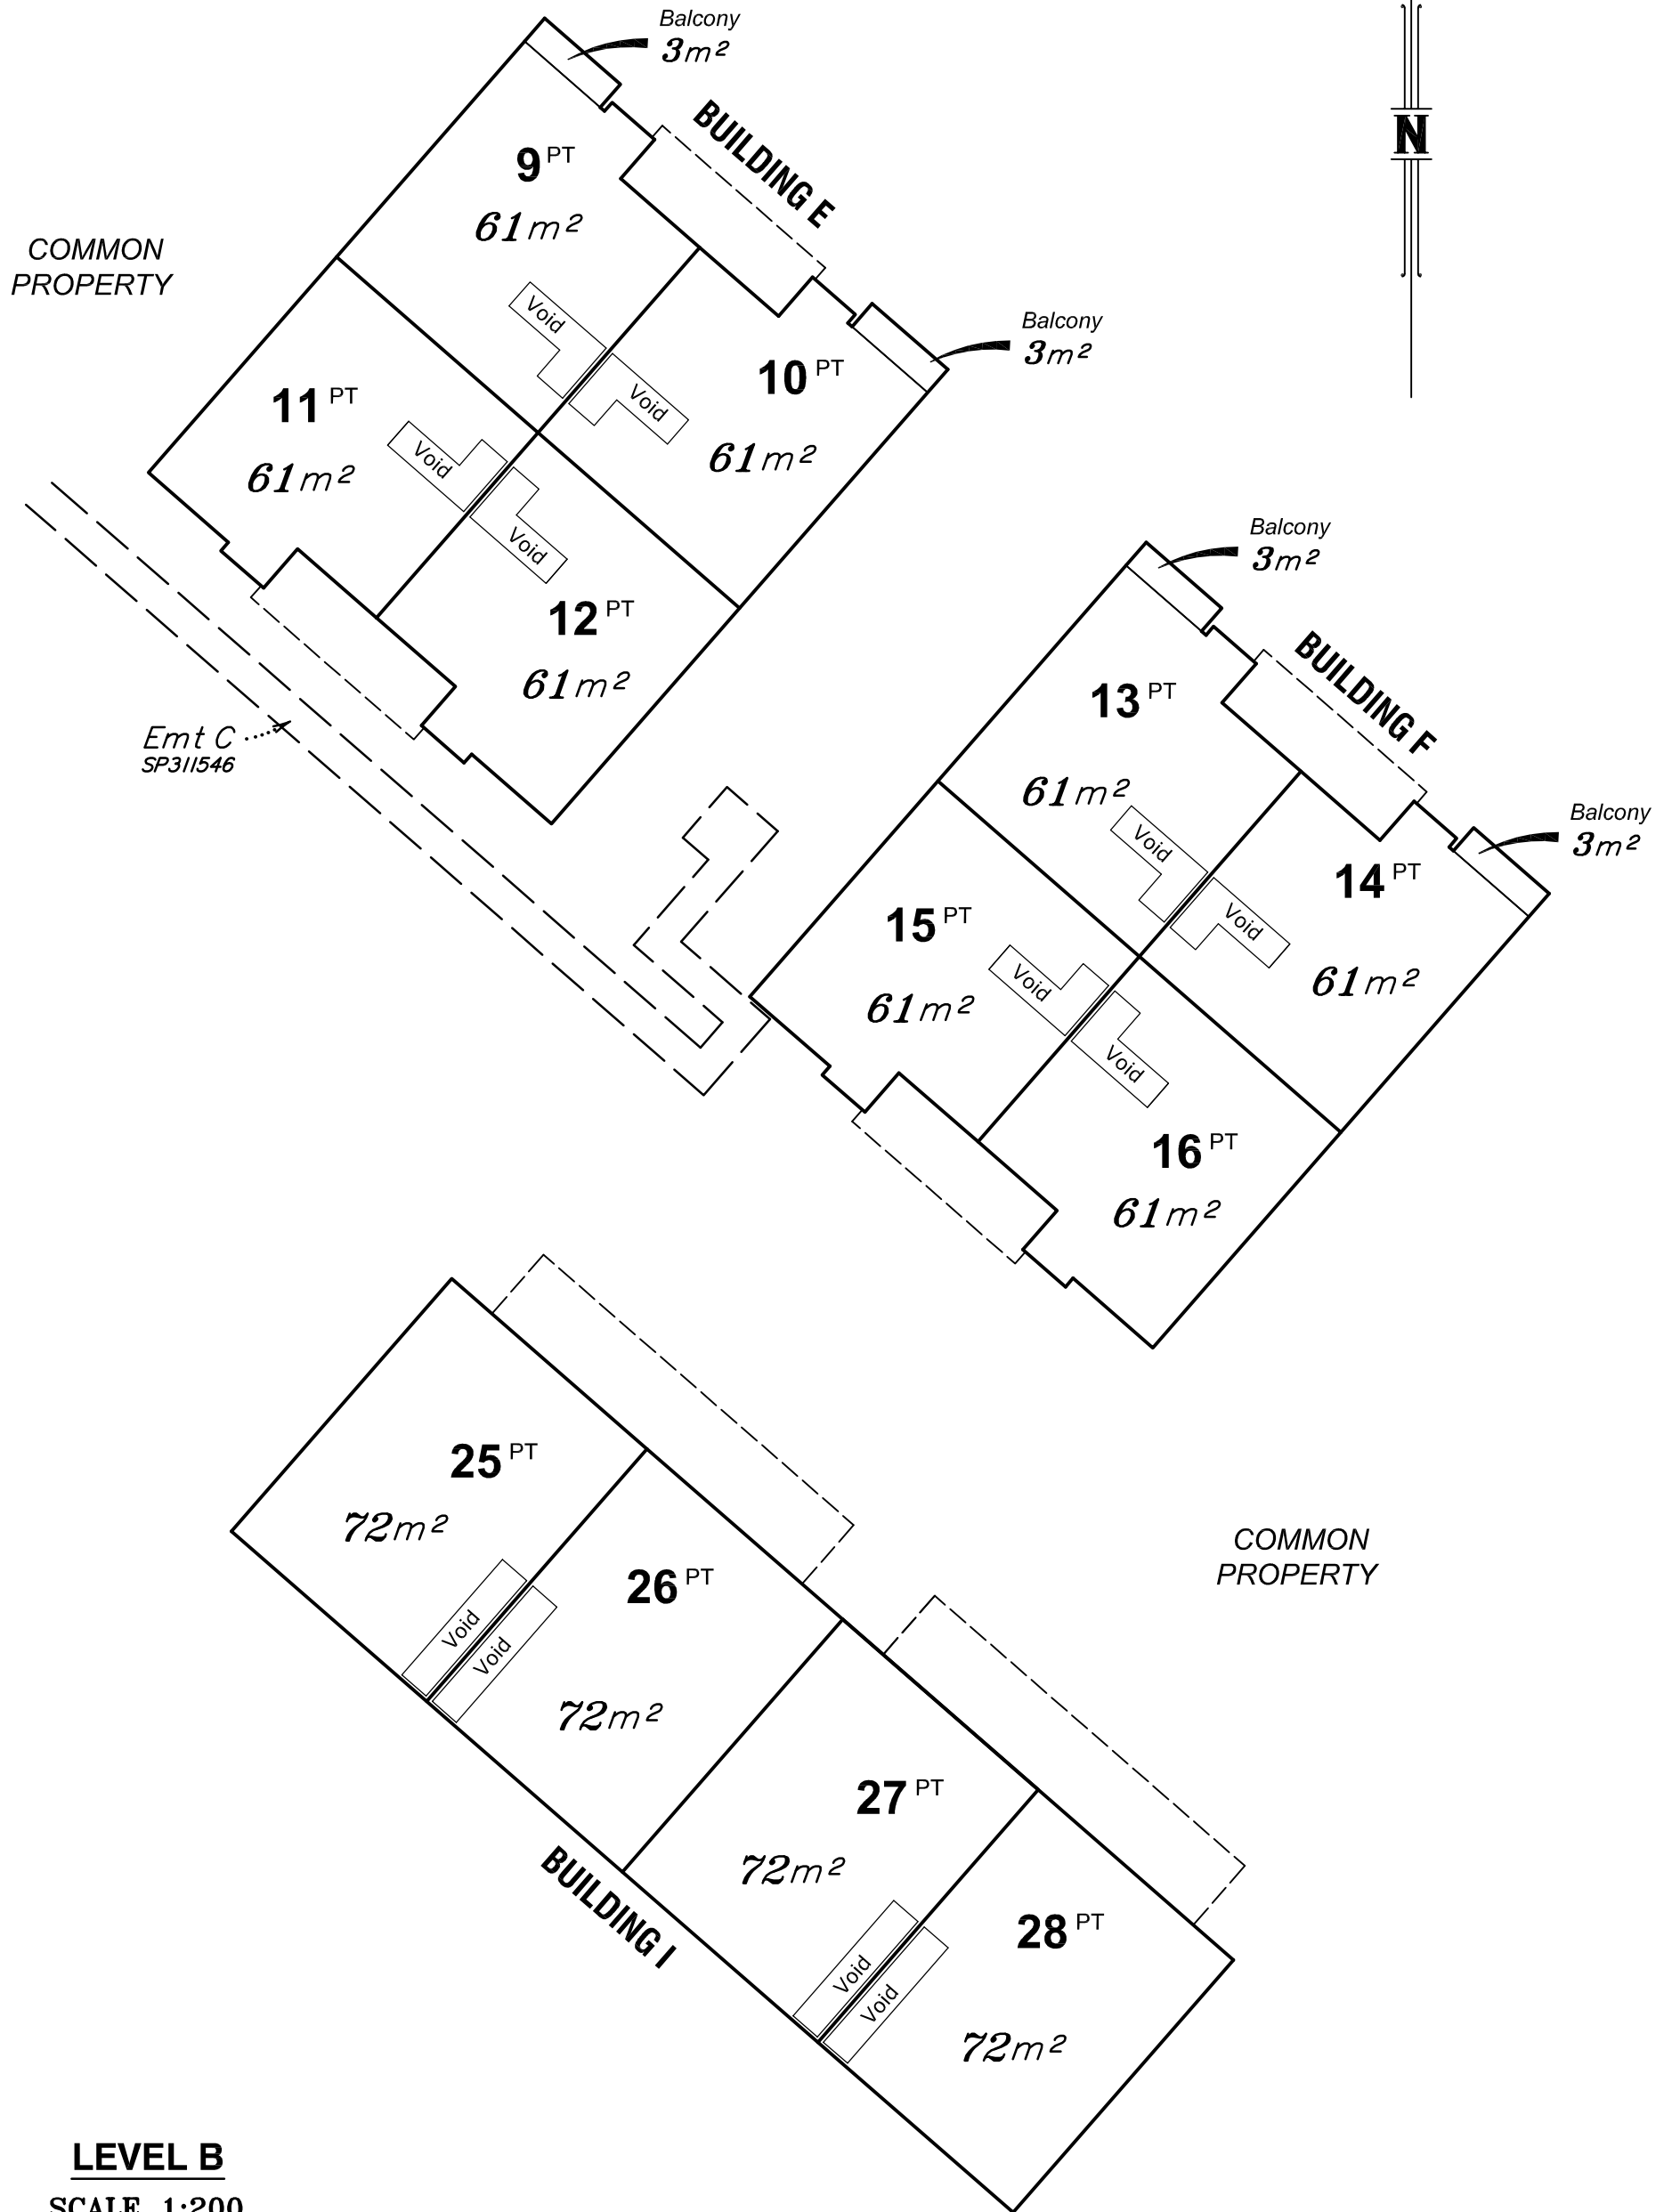 Balcony
3m²
N
BUILDING E
9 PT
61m²
COMMON
PROPERTY
Void
Balcony
3m²
10 PT
Void
11 PT
61m²
Void
61m²
Void
12 PT
61m²
Balcony
3m²
BUILDING F
13 PT
61m²
Emt C
SP311546
Balcony
3m²
Void
14 PT
15 PT
Void
61m²
Void
61m²
Void
16 PT
61m²
25 PT
72m²
COMMON
PROPERTY
26 PT
Void
Void
72m²
27 PT
72m²
BUILDING I
28 PT
Void
Void
72m²
LEVEL B
SCALE 1:200